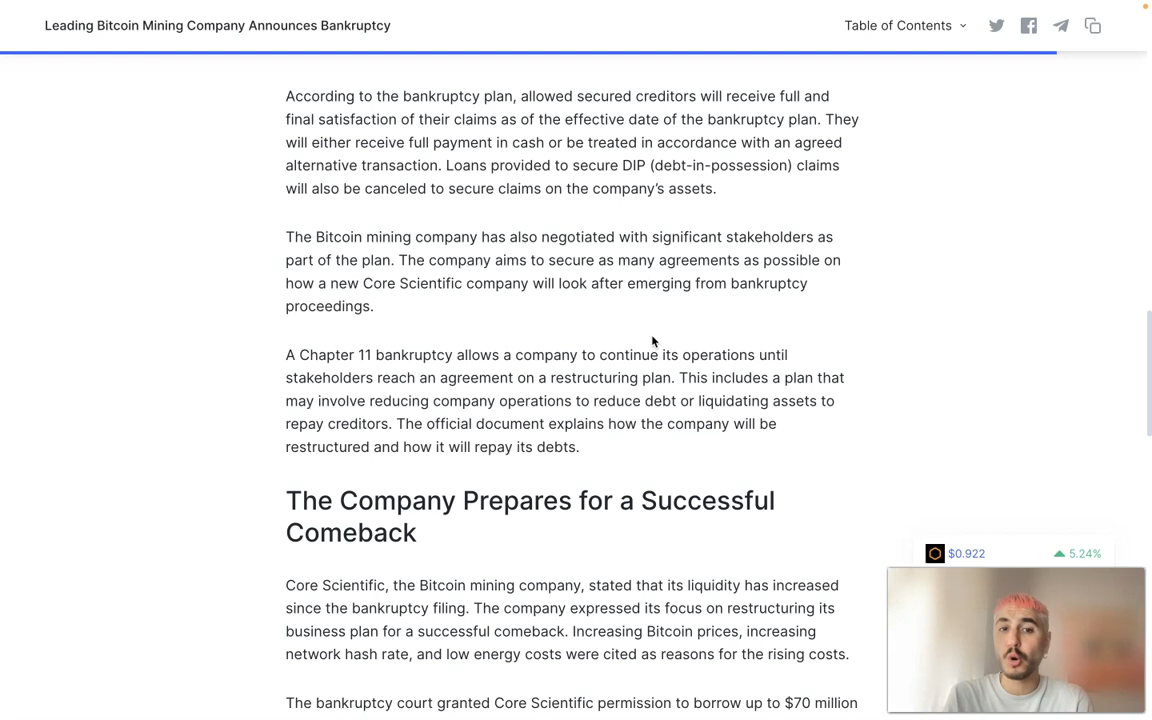 Leading Bitcoin Mining Company Announces Bankruptcy
Table of Contents
According to the bankruptcy plan, allowed secured creditors will receive full and
final satisfaction of their claims as of the effective date of the bankruptcy plan. They
will either receive full payment in cash or be treated in accordance with an agreed
alternative transaction. Loans provided to secure DIP (debt-in-possession) claims
will also be canceled to secure claims on the company’s assets.
The Bitcoin mining company has also negotiated with significant stakeholders as
part of the plan. The company aims to secure as many agreements as possible on
how a new Core Scientific company will look after emerging from bankruptcy
proceedings.
A Chapter 11 bankruptcy allows a company to continue its operations until
stakeholders reach an agreement on a restructuring plan. This includes a plan that
may involve reducing company operations to reduce debt or liquidating assets to
repay creditors. The official document explains how the company will be
restructured and how it will repay its debts.
The Company Prepares for a Successful
Comeback
$0.922
5.24%
Core Scientific, the Bitcoin mining company, stated that its liquidity has increased
since the bankruptcy filing. The company expressed its focus on restructuring its
business plan for a successful comeback. Increasing Bitcoin prices, increasing
network hash rate, and low energy costs were cited as reasons for the rising costs.
The bankruptcy court granted Core Scientific permission to borrow up to $70 million